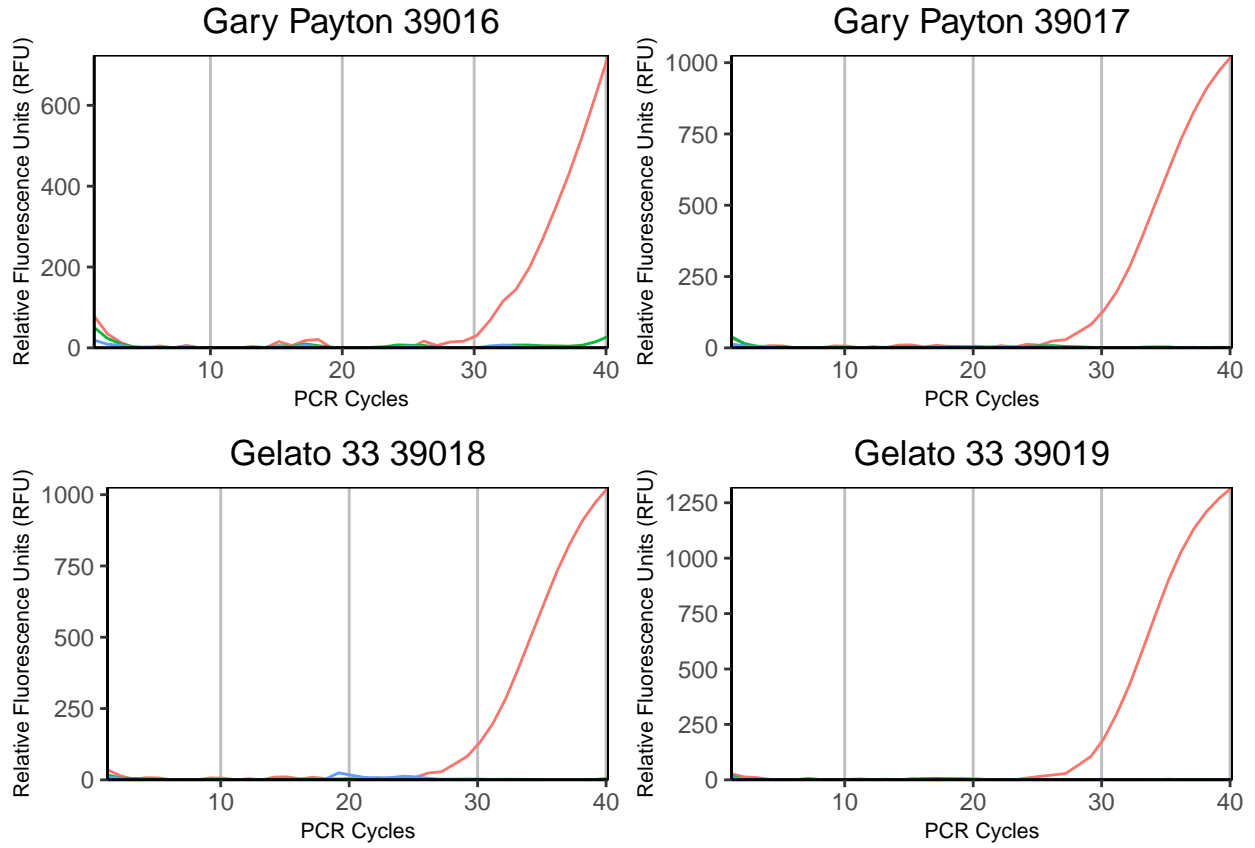 Gary Payton 39016
Relative Fluorescence Units (RFU)
600
400
200
0
10 20 30 40
PCR Cycles
Gary Payton 39017
Relative Fluorescence Units (RFU)
1000
750
500
250
0
10 20 30 40
PCR Cycles
Gelato 33 39018
Relative Fluorescence Units (RFU)
1000
750
500
250
0
10 20 30 40
PCR Cycles
Gelato 33 39019
Relative Fluorescence Units (RFU)
1250
1000
750
500
250
0
10 20 30 40
PCR Cycles